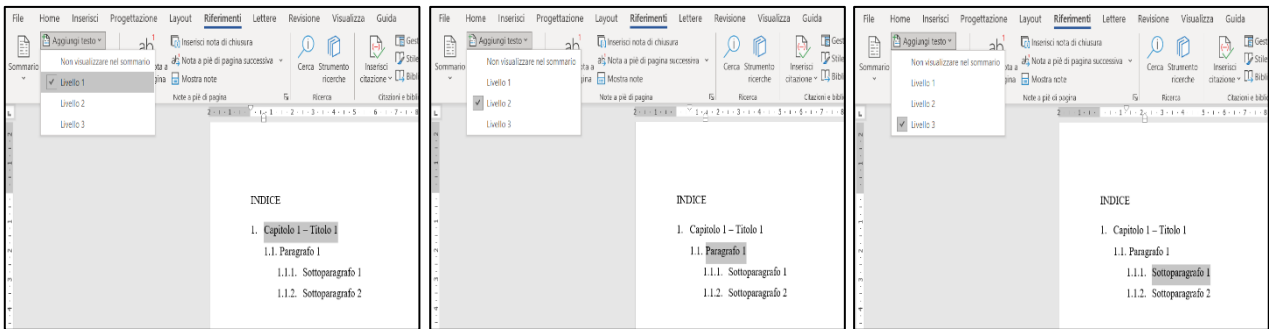 File Home Inserisci Progettazione Layout Riferimenti Lettere Revisione Visualizza Guida
Aggiungi testo
ab
Inserisci nota di chiusura
Nota a piè di pagina successiva
Mostra note
Sommario
Non visualizzare nel sommario
Livello 1
Livello 2
Livello 3
Cerca Strumento ricerche
Inserisci citazione
Note a piè di pagina
Ricerca
INDICE
1. Capitolo 1 – Titolo 1
1.1. Paragrafo 1
1.1.1. Sottoparagrafo 1
1.1.2. Sottoparagrafo 2
File Home Inserisci Progettazione Layout Riferimenti Lettere Revisione Visualizza Guida
Aggiungi testo
ab
Inserisci nota di chiusura
Nota a piè di pagina successiva
Mostra note
Sommario
Non visualizzare nel sommario
Livello 1
Livello 2
Livello 3
Cerca Strumento ricerche
Inserisci citazione
Note a piè di pagina
Ricerca
INDICE
1. Capitolo 1 – Titolo 1
1.1. Paragrafo 1
1.1.1. Sottoparagrafo 1
1.1.2. Sottoparagrafo 2
File Home Inserisci Progettazione Layout Riferimenti Lettere Revisione Visualizza Guida
Aggiungi testo
ab
Inserisci nota di chiusura
Nota a piè di pagina successiva
Mostra note
Sommario
Non visualizzare nel sommario
Livello 1
Livello 2
Livello 3
Cerca Strumento ricerche
Inserisci citazione
Note a piè di pagina
Ricerca
INDICE
1. Capitolo 1 – Titolo 1
1.1. Paragrafo 1
1.1.1. Sottoparagrafo 1
1.1.2. Sottoparagrafo 2